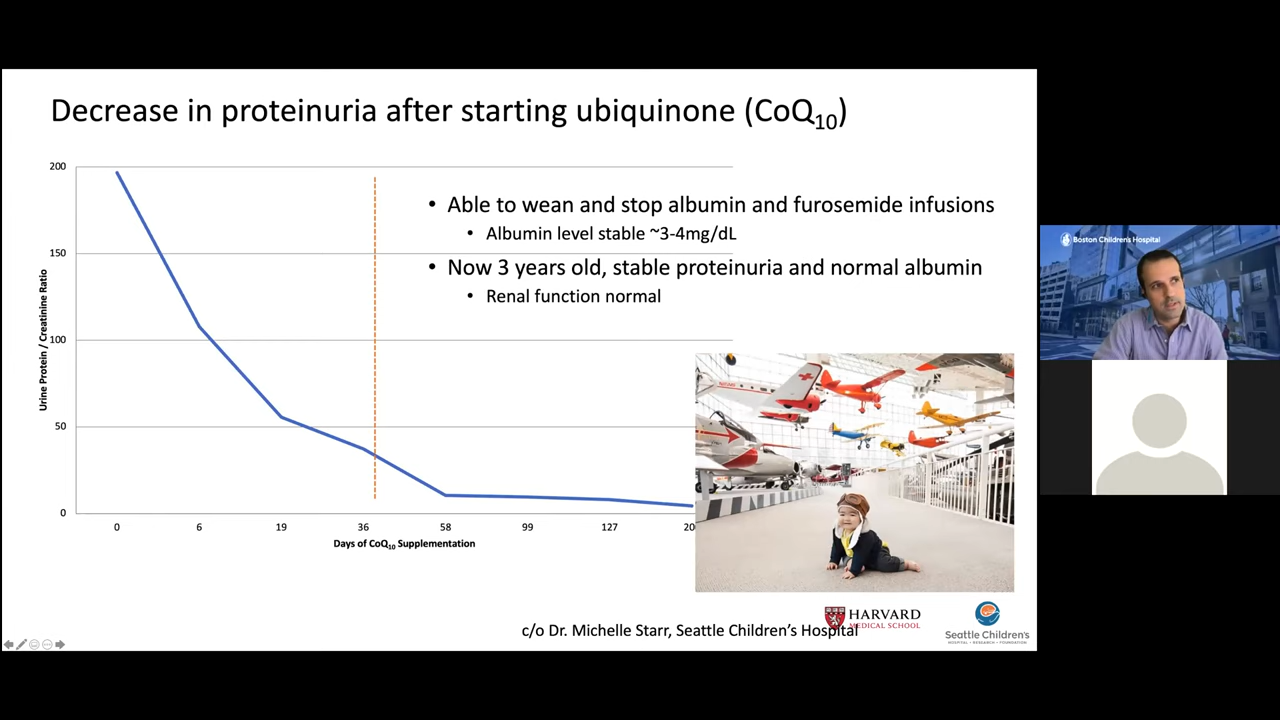 Decrease in proteinuria after starting ubiquinone (CoQ10)
200
150
100
50
0
Urine Protein / Creatinine Ratio
0 6 19 36 58 99 127 20
Days of CoQ10 Supplementation
• Able to wean and stop albumin and furosemide infusions
• Albumin level stable ~3-4mg/dL
• Now 3 years old, stable proteinuria and normal albumin
• Renal function normal
c/o Dr. Michelle Starr, Seattle Children's Hospital
HARVARD
MEDICAL SCHOOL
Seattle Children's
HOSPITAL • RESEARCH • FOUNDATION
Boston Children's Hospital